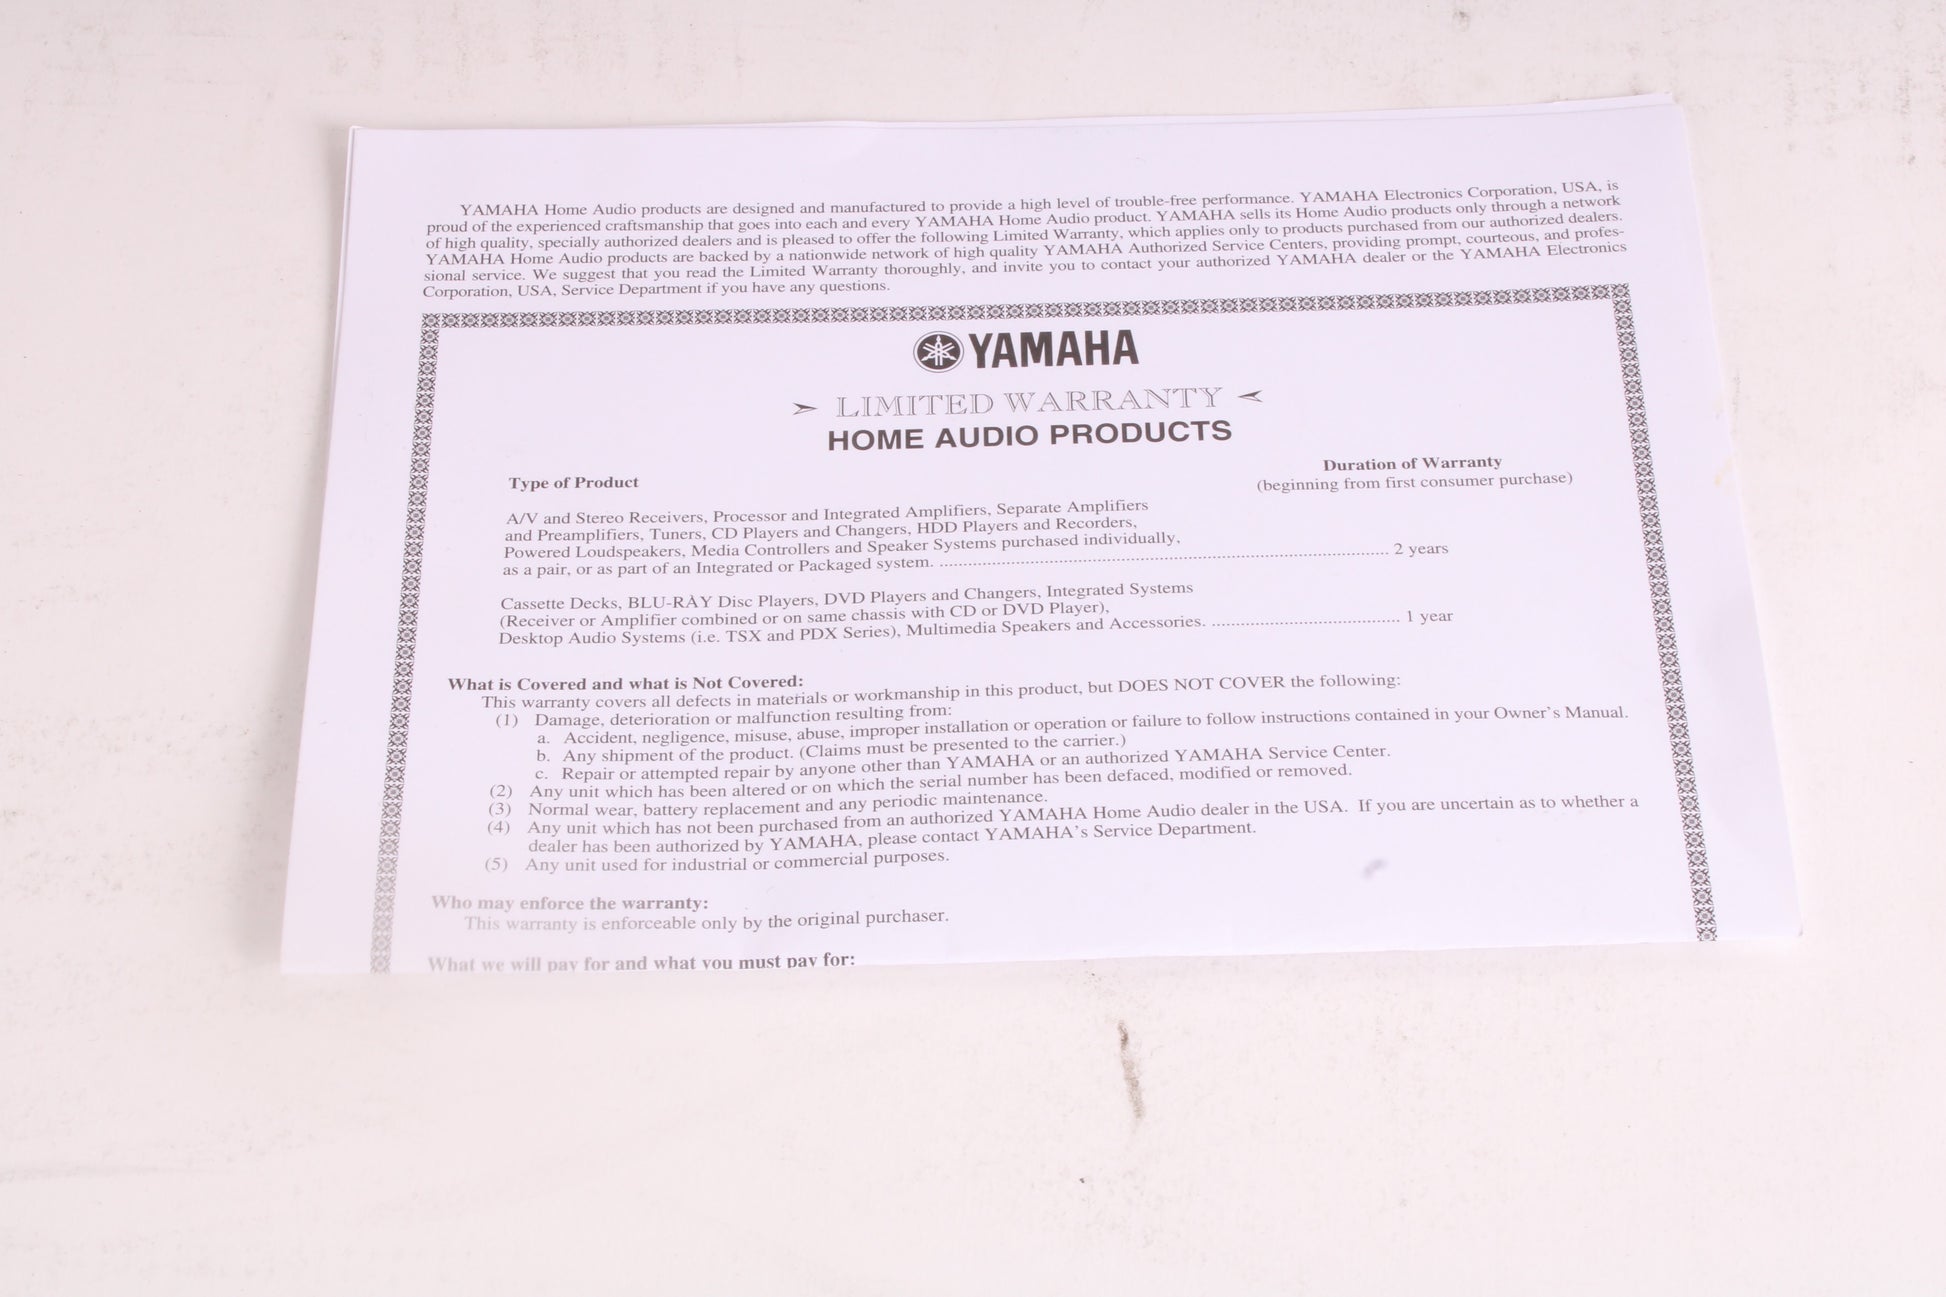 YAMAHA Home Audio products are designed and manufactured to provide a high level of trouble-free performance. YAMAHA Electronics Corporation, USA, is
proud of the experienced craftsmanship that goes into each and every YAMAHA Home Audio product. YAMAHA sells its Home Audio products only through a network
of high quality, specially authorized dealers and is pleased to offer the following Limited Warranty, which applies only to products purchased from our authorized dealers.
YAMAHA Home Audio products are backed by a nationwide network of high quality YAMAHA Authorized Service Centers, providing prompt, courteous, and profes-
sional service. We suggest that you read the Limited Warranty thoroughly, and invite you to contact your authorized YAMAHA dealer or the YAMAHA Electronics
Corporation, USA, Service Department if you have any questions.
YAMAHA
LIMITED WARRANTY
HOME AUDIO PRODUCTS
Type of Product
Duration of Warranty
(beginning from first consumer purchase)
A/V and Stereo Receivers, Processor and Integrated Amplifiers, Separate Amplifiers
and Preamplifiers, Tuners, CD Players and Changers, HDD Players and Recorders,
Powered Loudspeakers, Media Controllers and Speaker Systems purchased individually,
as a pair, or as part of an Integrated or Packaged system. .......... 2 years
Cassette Decks, BLU-RAY Disc Players, DVD Players and Changers, Integrated Systems
(Receiver or Amplifier combined or on same chassis with CD or DVD Player),
Desktop Audio Systems (i.e. TSX and PDX Series), Multimedia Speakers and Accessories. .......... 1 year
What is Covered and what is Not Covered:
This warranty covers all defects in materials or workmanship in this product, but DOES NOT COVER the following:
(1) Damage, deterioration or malfunction resulting from:
a. Accident, negligence, misuse, abuse, improper installation or operation or failure to follow instructions contained in your Owner's Manual.
b. Any shipment of the product. (Claims must be presented to the carrier.)
c. Repair or attempted repair by anyone other than YAMAHA or an authorized YAMAHA Service Center.
(2) Any unit which has been altered or on which the serial number has been defaced, modified or removed.
(3) Normal wear, battery replacement and any periodic maintenance.
(4) Any unit which has not been purchased from an authorized YAMAHA Home Audio dealer in the USA. If you are uncertain as to whether a
dealer has been authorized by YAMAHA, please contact YAMAHA's Service Department.
(5) Any unit used for industrial or commercial purposes.
Who may enforce the warranty:
This warranty is enforceable only by the original purchaser.
What we will pay for and what you must pay for: